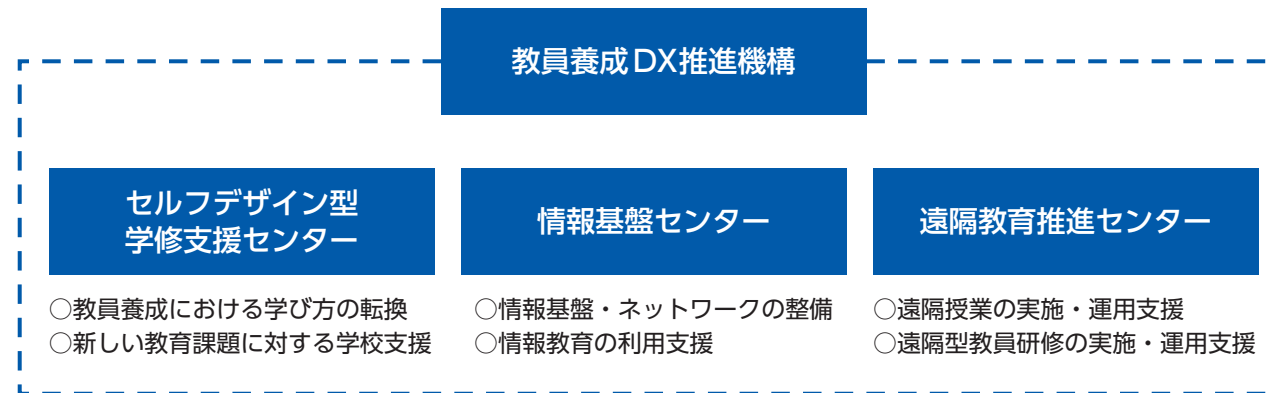 教員養成DX推進機構
セルフデザイン型
学修支援センター
○教員養成における学び方の転換
○新しい教育課題に対する学校支援
情報基盤センター
○情報基盤・ネットワークの整備
○情報教育の利用支援
遠隔教育推進センター
○遠隔授業の実施・運用支援
○遠隔型教員研修の実施・運用支援